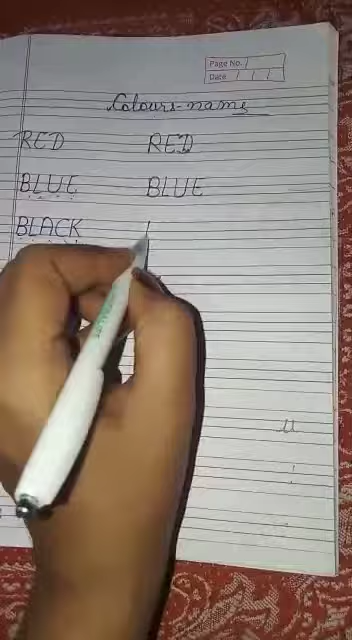 Page No.
Date / / /
Colours-name
RED RED
BLUE BLUE
BLACK